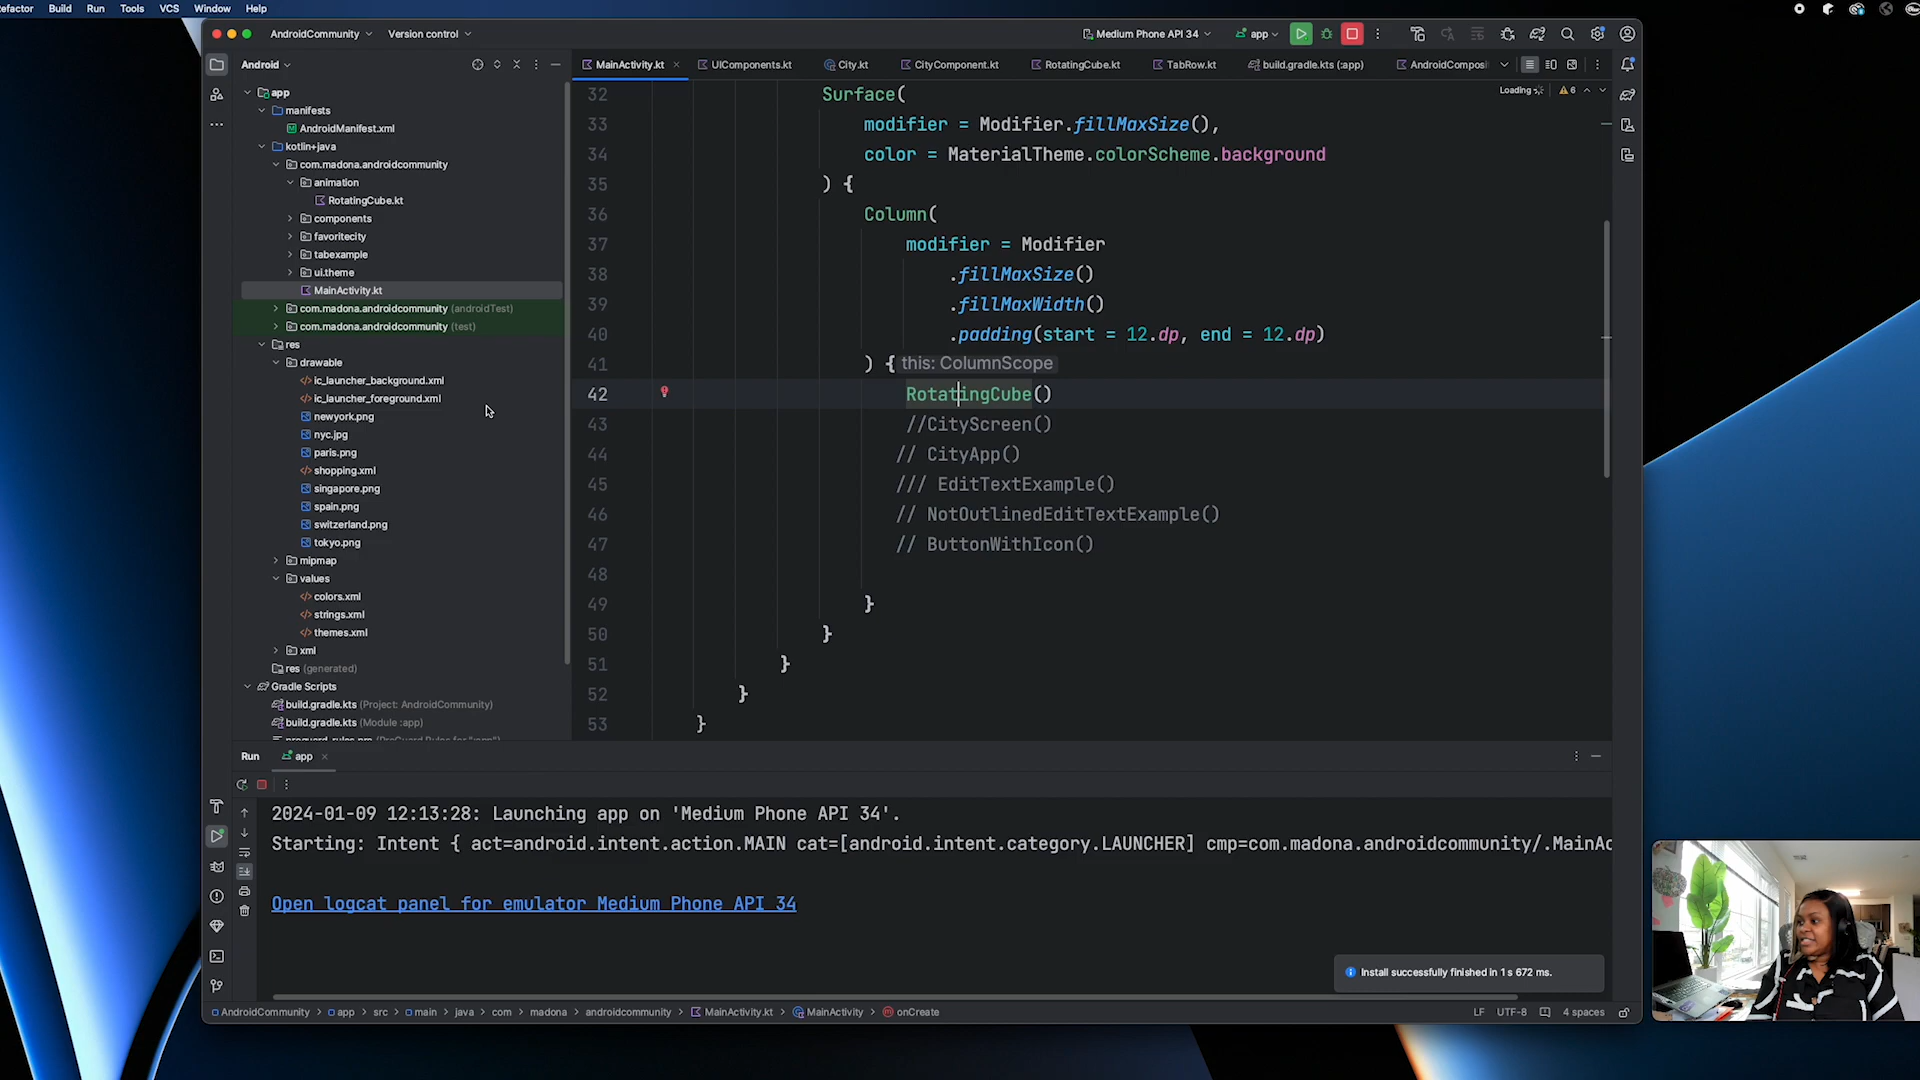 Build Run Tools VCS Window Help
AndroidCommunity
Version control
Medium Phone API 34
app
Android
MainActivity.kt
UIComponents.kt
City.kt
CityComponent.kt
RotatingCube.kt
TabRow.kt
build.gradle.kts (:app)
Loading
6
app
manifests
AndroidManifest.xml
kotlin+java
com.madona.androidcommunity
animation
RotatingCube.kt
components
favoritecity
tabexample
ui.theme
MainActivity.kt
com.madona.androidcommunity (androidTest)
com.madona.androidcommunity (test)
res
drawable
ic_launcher_background.xml
ic_launcher_foreground.xml
newyork.png
nyc.jpg
paris.png
shopping.xml
singapore.png
spain.png
switzerland.png
tokyo.png
mipmap
values
colors.xml
strings.xml
themes.xml
xml
res (generated)
Gradle Scripts
build.gradle.kts (Project: AndroidCommunity)
build.gradle.kts (Module :app)
32 Surface(
33 modifier = Modifier.fillMaxSize(),
34 color = MaterialTheme.colorScheme.background
35 ) {
36 Column(
37 modifier = Modifier
38 .fillMaxSize()
39 .fillMaxWidth()
40 .padding(start = 12.dp, end = 12.dp)
41 ) { this: ColumnScope
42 RotatingCube()
43 //CityScreen()
44 // CityApp()
45 /// EditTextExample()
46 // NotOutlinedEditTextExample()
47 // ButtonWithIcon()
48
49 }
50 }
51 }
52 }
53 }
Run app
2024-01-09 12:13:28: Launching app on 'Medium Phone API 34'.
Starting: Intent { act=android.intent.action.MAIN cat=[android.intent.category.LAUNCHER] cmp=com.madona.androidcommunity/.MainAc
Open logcat panel for emulator Medium Phone API 34
Install successfully finished in 1 s 672 ms.
AndroidCommunity > app > src > main > java > com > madona > androidcommunity > MainActivity.kt > MainActivity > onCreate
LF UTF-8 4 spaces